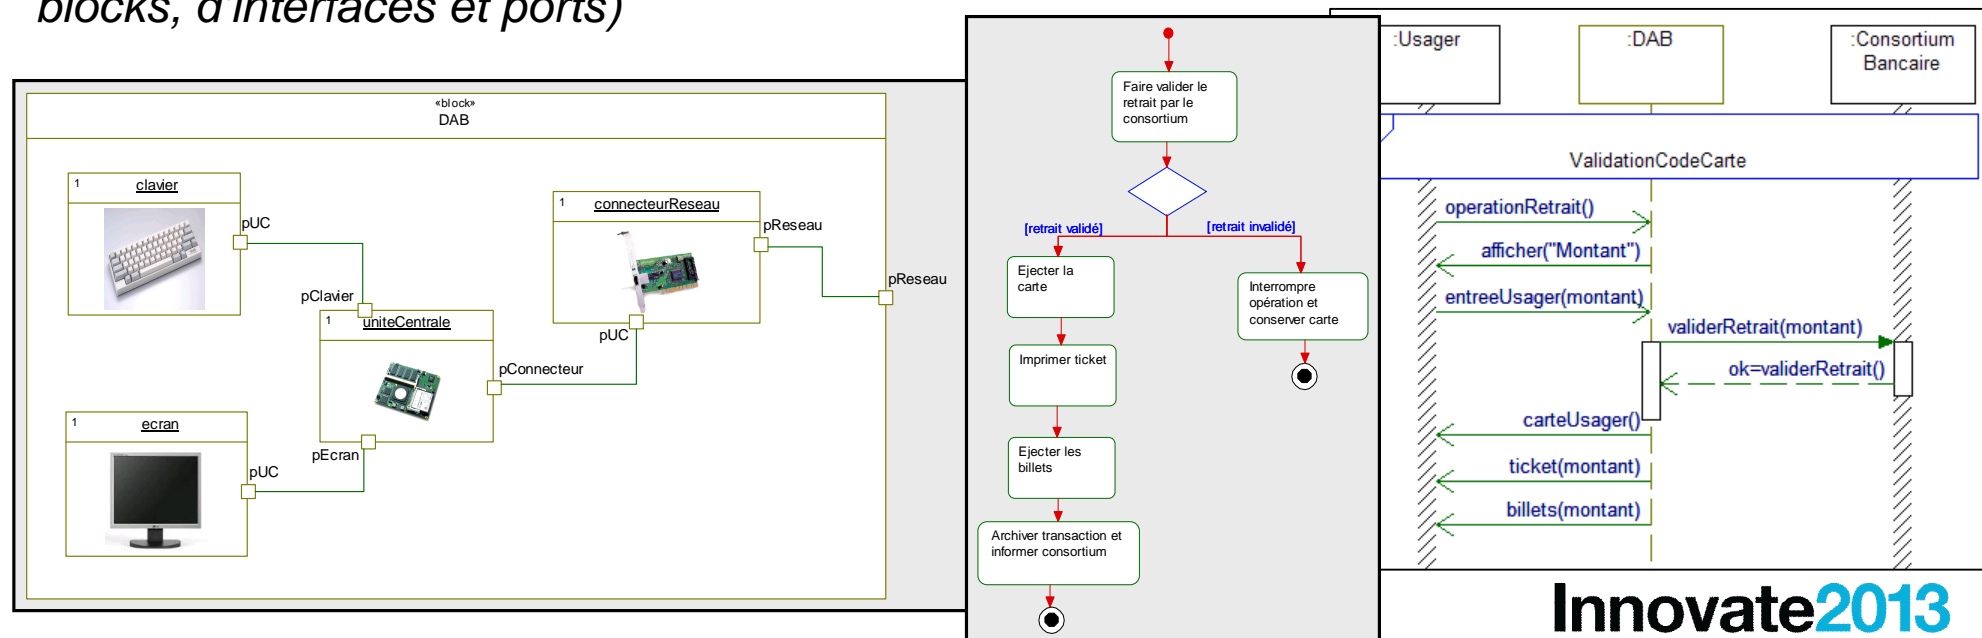 blocks, d'interfaces et ports)
«block»
DAB
1
clavier
pUC
1
connecteurReseau
pReseau
pReseau
pClavier
1
uniteCentrale
pUC
pConnecteur
1
ecran
pEcran
pUC
Faire valider le
retrait par le
consortium
[retrait validé]
[retrait invalidé]
Ejecter la
carte
Interrompre
opération et
conserver carte
Imprimer ticket
Ejecter les
billets
Archiver transaction et
informer consortium
:Usager
:DAB
:Consortium
Bancaire
ValidationCodeCarte
operationRetrait()
afficher("Montant")
entreeUsager(montant)
validerRetrait(montant)
ok=validerRetrait()
carteUsager()
ticket(montant)
billets(montant)
Innovate2013